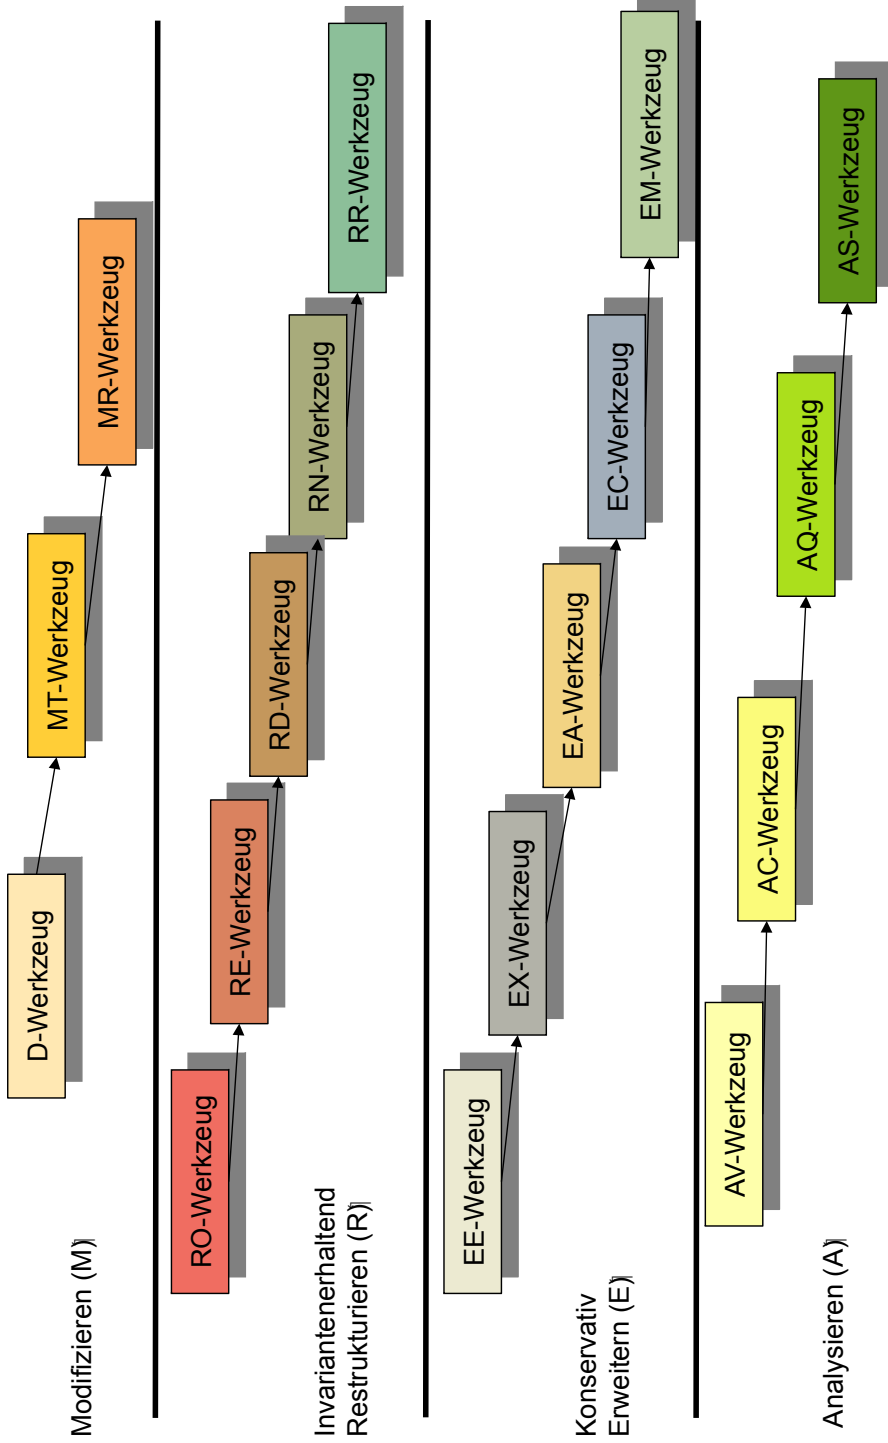 Modifizieren (M)
D-Werkzeug
MT-Werkzeug
MR-Werkzeug
Invariantenerhaltend
Restrukturieren (R)
RO-Werkzeug
RE-Werkzeug
RD-Werkzeug
RN-Werkzeug
RR-Werkzeug
Konservativ
Erweitern (E)
EE-Werkzeug
EX-Werkzeug
EA-Werkzeug
EC-Werkzeug
EM-Werkzeug
Analysieren (A)
AV-Werkzeug
AC-Werkzeug
AQ-Werkzeug
AS-Werkzeug